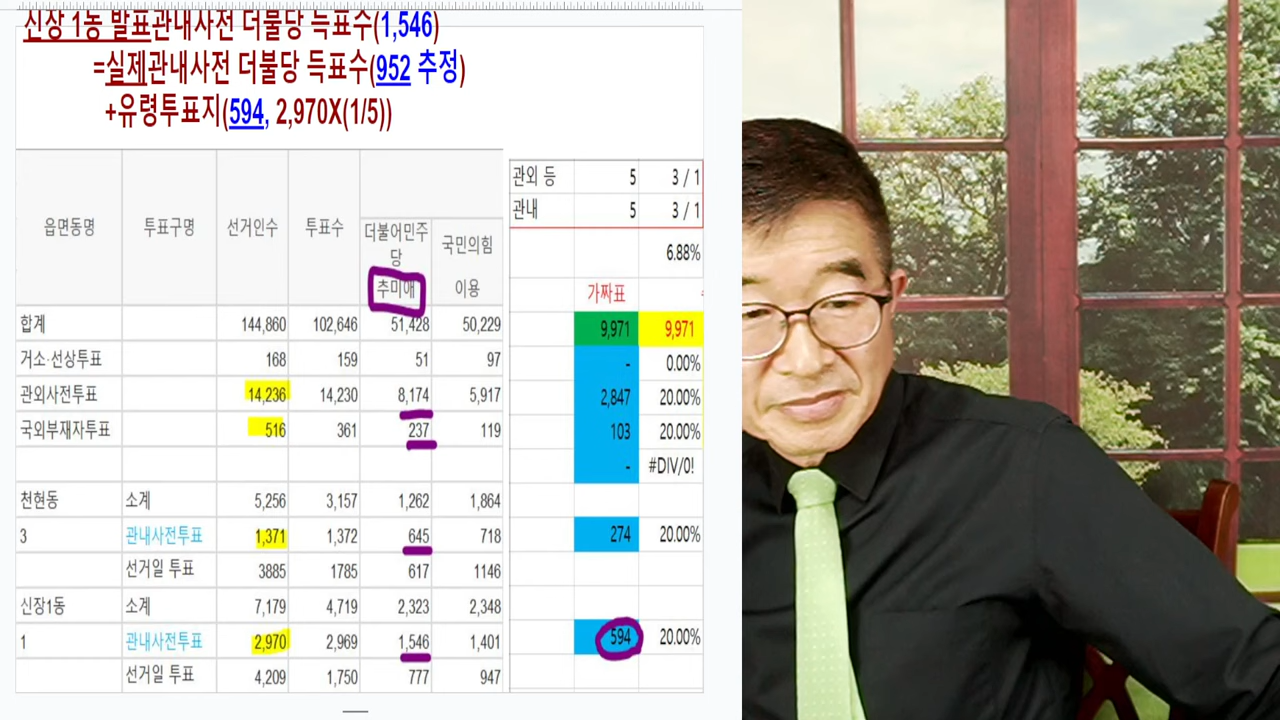 신장 1동 발표관내사전 더불당 득표수(1,546)
=실제관내사전 더불당 득표수(952 추정)
+유령투표지(594, 2,970X(1/5))
읍면동명 투표구명 선거인수 투표수 더불어민주당 추미애 국민의힘 이용
합계 144,860 102,646 51,428 50,229
거소·선상투표 168 159 51 97
관외사전투표 14,236 14,230 8,174 5,917
국외부재자투표 516 361 237 119
천현동 소계 5,256 3,157 1,262 1,864
3 관내사전투표 1,371 1,372 645 718
선거일 투표 3885 1785 617 1146
신장1동 소계 7,179 4,719 2,323 2,348
1 관내사전투표 2,970 2,969 1,546 1,401
선거일 투표 4,209 1,750 777 947
관외 등 5 3 / 1
관내 5 3 / 1
6.88%
가짜표
9,971 9,971
- 0.00%
2,847 20.00%
103 20.00%
- #DIV/0!
274 20.00%
594 20.00%